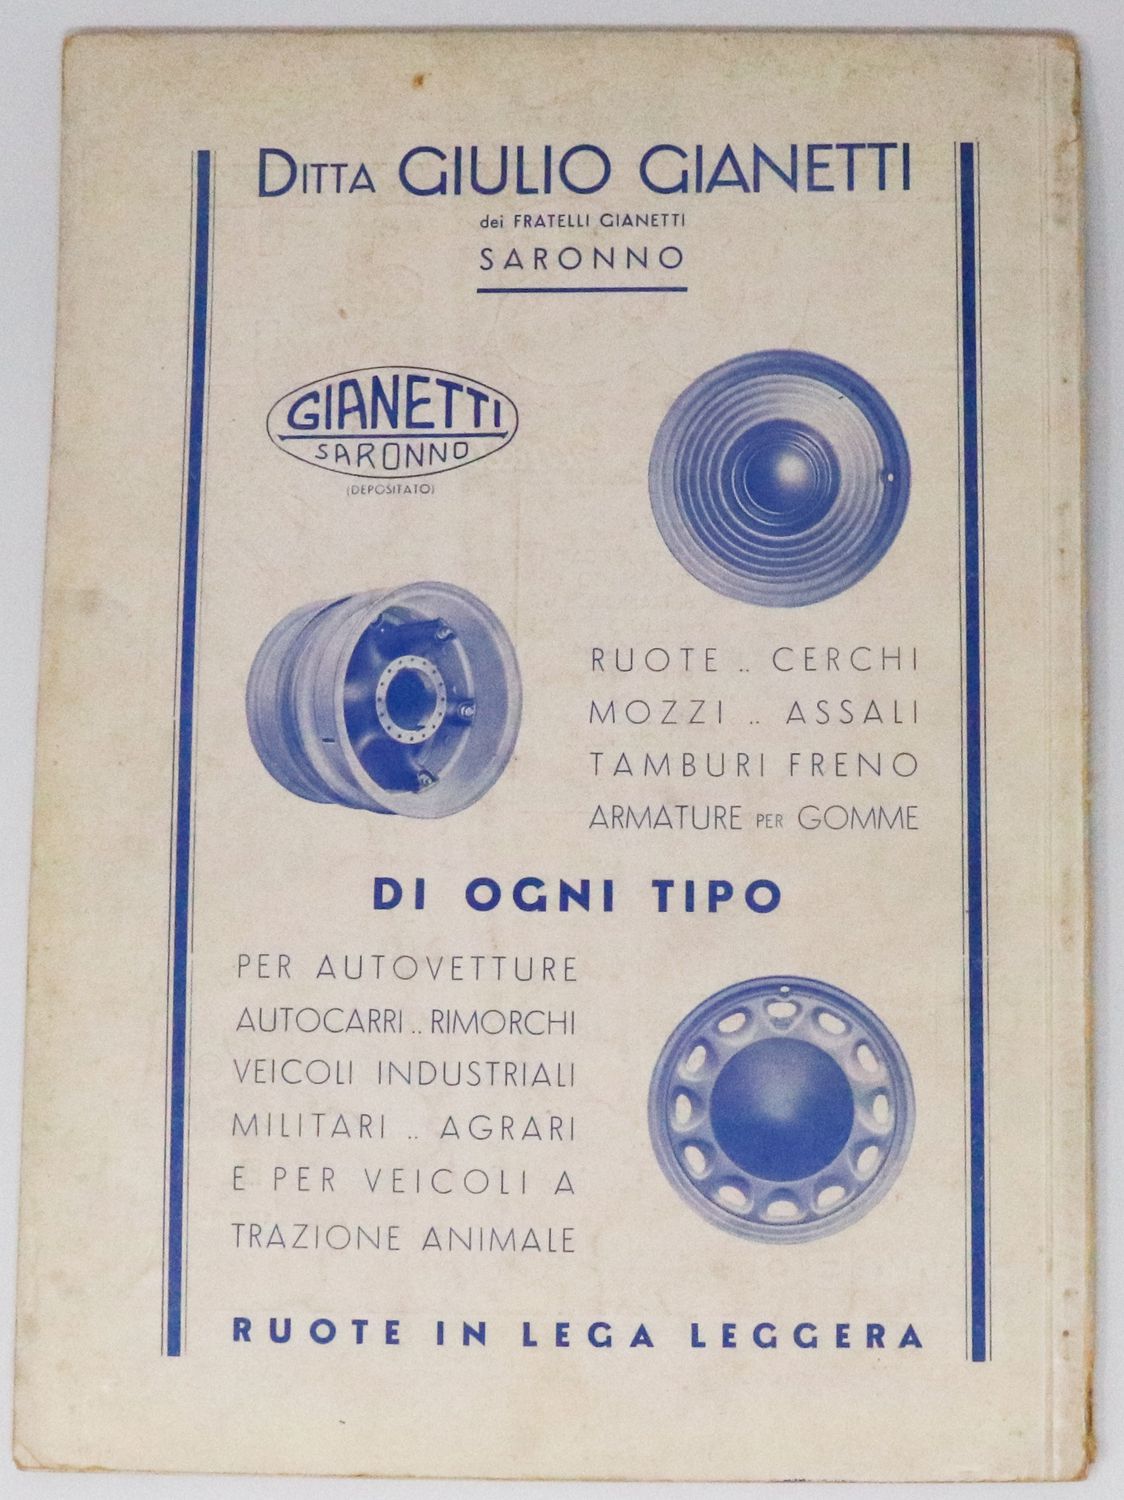 DITTA GIULIO GIANETTI
dei FRATELLI GIANETTI
SARONNO
GIANETTI
SARONNO
(DEPOSITATO)
RUOTE .. CERCHI
MOZZI .. ASSALI
TAMBURI FRENO
ARMATURE PER GOMME
DI OGNI TIPO
PER AUTOVETTURE
AUTOCARRI .. RIMORCHI
VEICOLI INDUSTRIALI
MILITARI .. AGRARI
E PER VEICOLI A
TRAZIONE ANIMALE
RUOTE IN LEGA LEGGERA